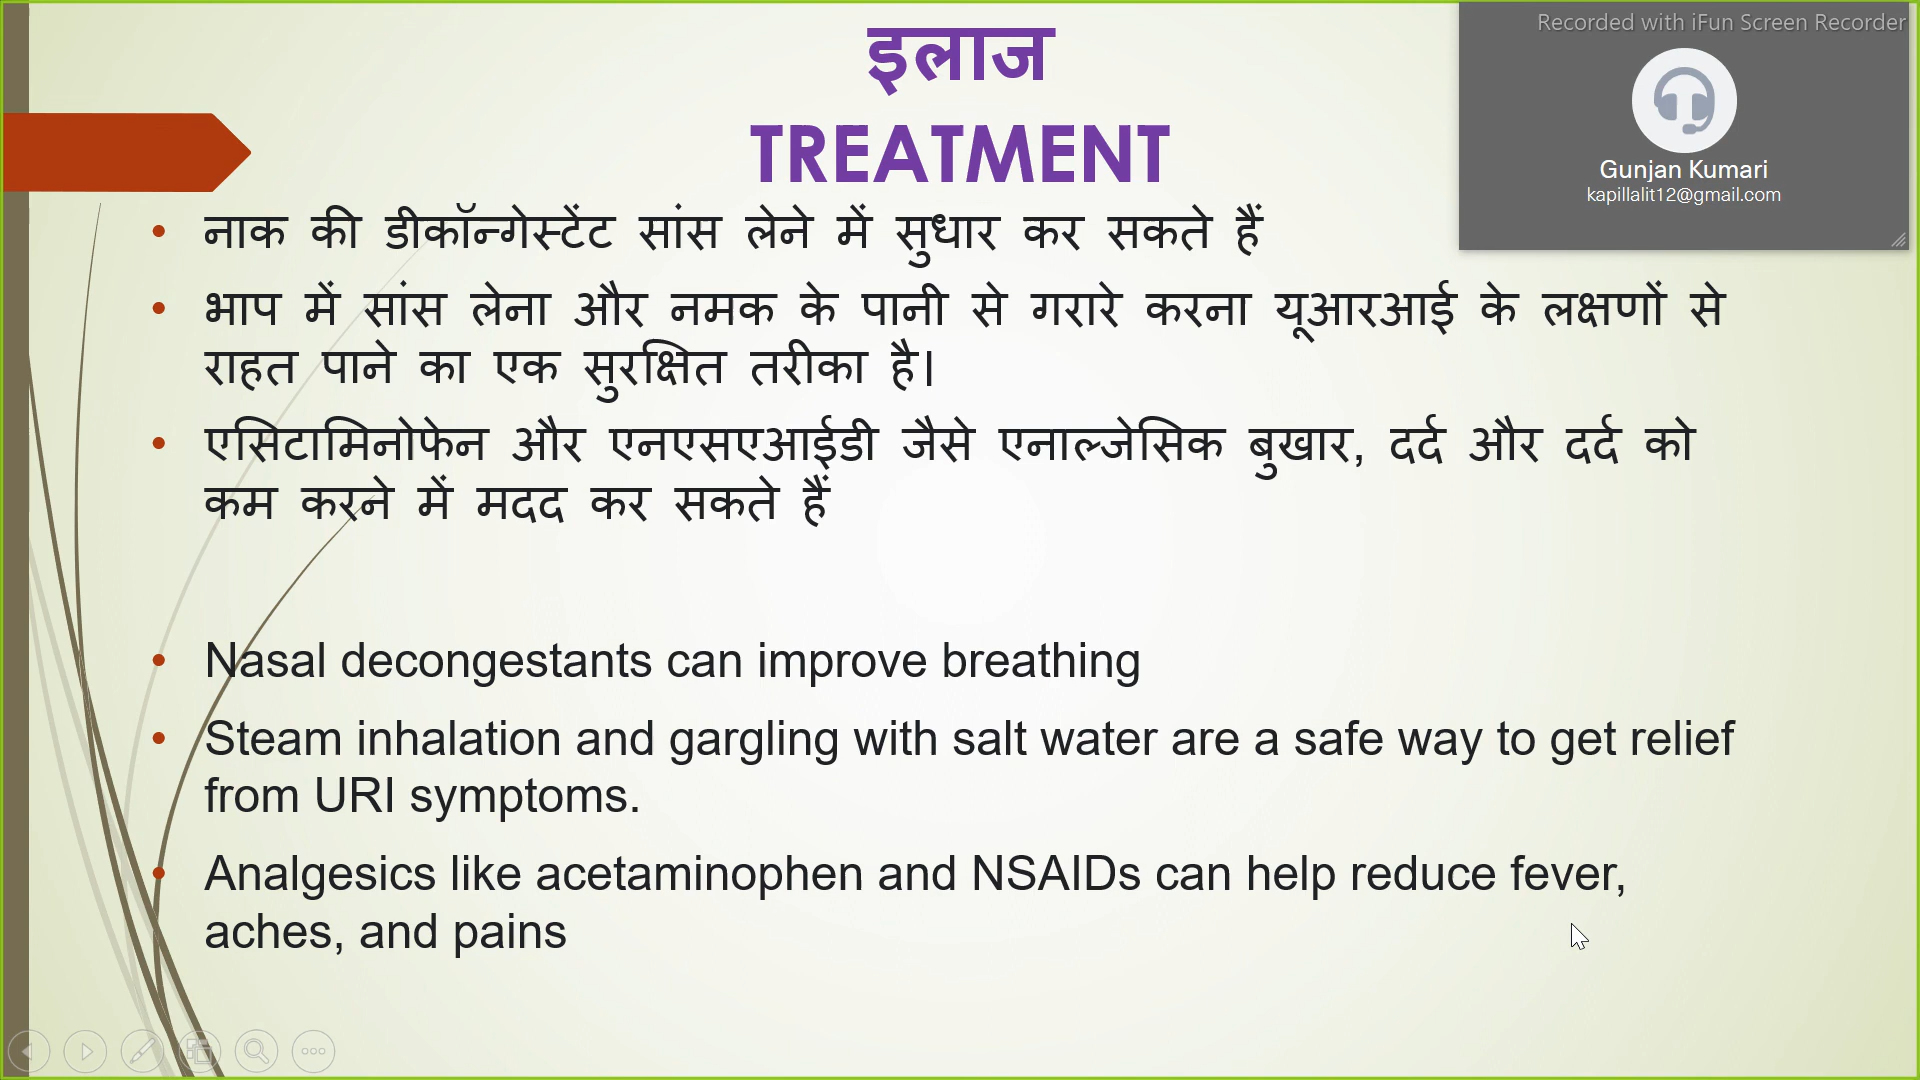 इलाज
TREATMENT
Recorded with iFun Screen Recorder
Gunjan Kumari
kapillalit12@gmail.com
नाक की डीकॉन्गेस्टेंट सांस लेने में सुधार कर सकते हैं
भाप में सांस लेना और नमक के पानी से गरारे करना यूआरआई के लक्षणों से
राहत पाने का एक सुरक्षित तरीका है।
एसिटामिनोफेन और एनएसएआईडी जैसे एनाल्जेसिक बुखार, दर्द और दर्द को
कम करने में मदद कर सकते हैं
Nasal decongestants can improve breathing
Steam inhalation and gargling with salt water are a safe way to get relief
from URI symptoms.
Analgesics like acetaminophen and NSAIDs can help reduce fever,
aches, and pains